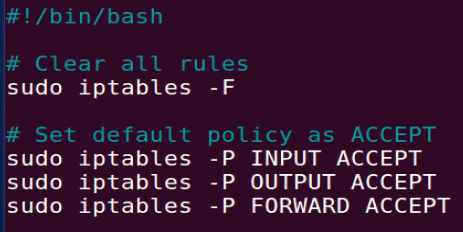 #!/bin/bash
# Clear all rules
sudo iptables -F
# Set default policy as ACCEPT
sudo iptables -P INPUT ACCEPT
sudo iptables -P OUTPUT ACCEPT
sudo iptables -P FORWARD ACCEPT